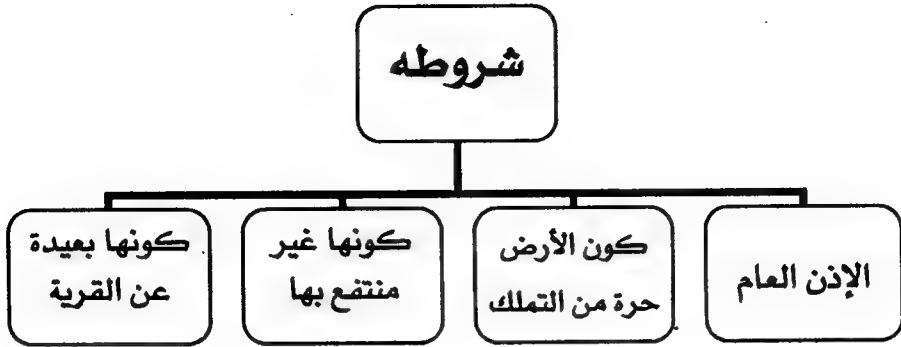 شروطه
الإذن العام
كون الأرض
حرة من التملك
كونها غير
منتفع بها
كونها بعيدة
عن القرية